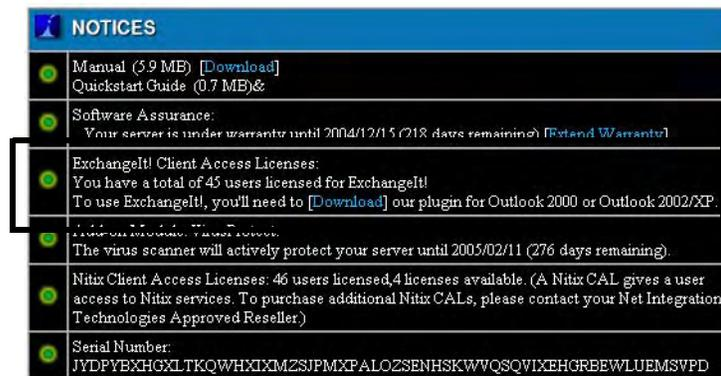 NOTICES
Manual (5.9 MB) [Download]
Quickstart Guide (0.7 MB)&
Software Assurance:
Your server is under warranty until 2004/12/15 (218 days remaining) [Extend Warranty]
ExchangeIt! Client Access Licenses:
You have a total of 45 users licensed for ExchangeIt!
To use ExchangeIt!, you'll need to [Download] our plugin for Outlook 2000 or Outlook 2002/XP.
Add-on Module: VirusProtect:
The virus scanner will actively protect your server until 2005/02/11 (276 days remaining).
Nitix Client Access Licenses: 46 users licensed,4 licenses available. (A Nitix CAL gives a user
access to Nitix services. To purchase additional Nitix CALs, please contact your Net Integration
Technologies Approved Reseller.)
Serial Number:
JYDPYBXHGXLTKQWHXIXMZSJPMXPALOZSENHSKWVQSQVIXEHGRBEWLUEMSVPD